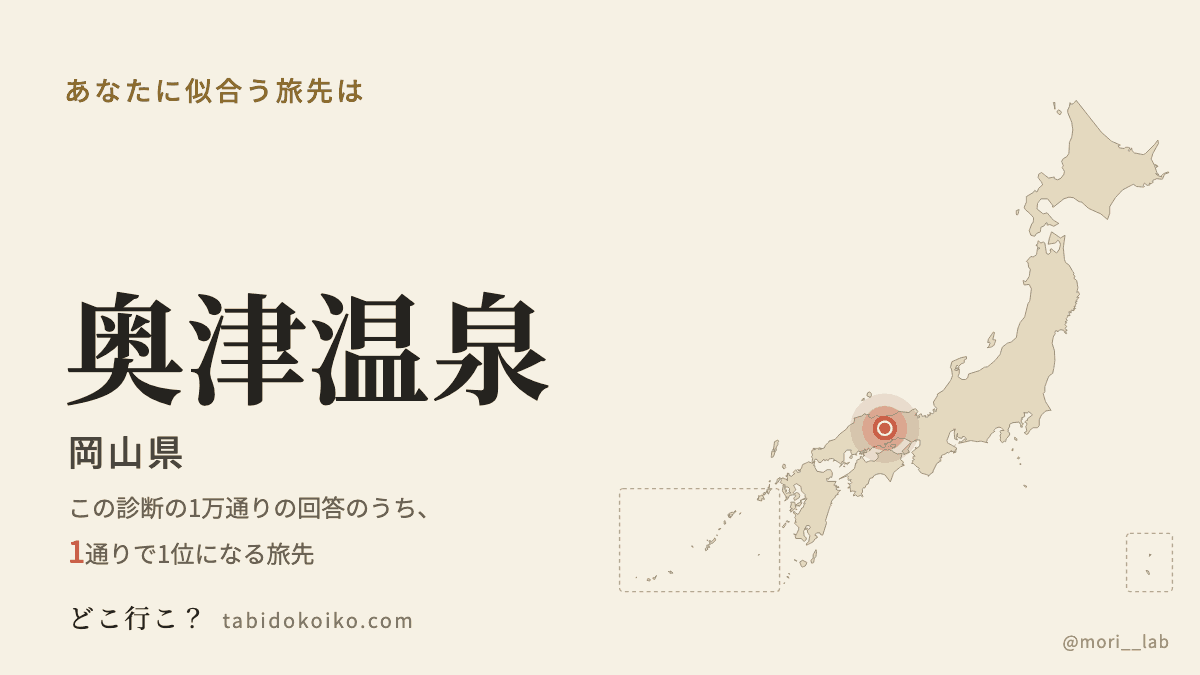 あなたに似合う旅先は
奥津温泉
岡山県
この診断の1万通りの回答のうち、
1通りで1位になる旅先
どこ行こ？ tabidokoiko.com
@mori__lab